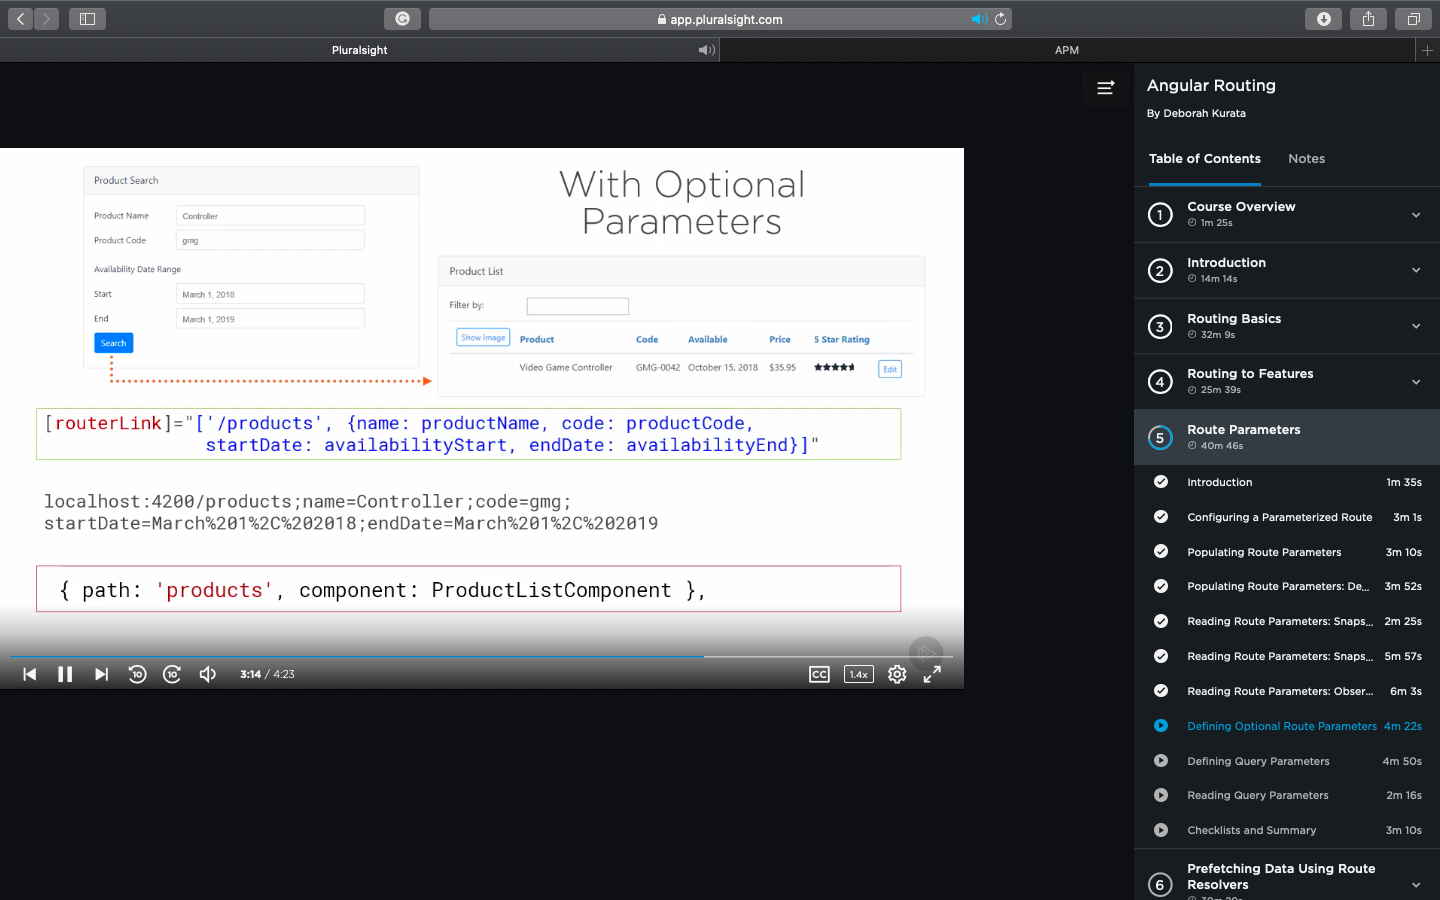 app.pluralsight.com
Pluralsight
APM
Angular Routing
By Deborah Kurata
Table of Contents
Notes
1
Course Overview
1m 25s
2
Introduction
14m 14s
3
Routing Basics
32m 9s
4
Routing to Features
25m 39s
5
Route Parameters
40m 46s
Introduction 1m 35s
Configuring a Parameterized Route 3m 1s
Populating Route Parameters 3m 10s
Populating Route Parameters: De... 3m 52s
Reading Route Parameters: Snaps... 2m 25s
Reading Route Parameters: Snaps... 5m 57s
Reading Route Parameters: Obser... 6m 3s
Defining Optional Route Parameters 4m 22s
Defining Query Parameters 4m 50s
Reading Query Parameters 2m 16s
Checklists and Summary 3m 10s
6
Prefetching Data Using Route
Resolvers
With Optional
Parameters
Product Search
Product Name Controller
Product Code gmg
Availability Date Range
Start March 1, 2018
End March 1, 2019
Search
Product List
Filter by:
Show Image Product Code Available Price 5 Star Rating
Video Game Controller GMG-0042 October 15, 2018 $35.95 Edit
[routerLink]="['/products', {name: productName, code: productCode,
startDate: availabilityStart, endDate: availabilityEnd}]"
localhost:4200/products;name=Controller;code=gmg;
startDate=March%201%2C%202018;endDate=March%201%2C%202019
{ path: 'products', component: ProductListComponent },
10
10
3:14 / 4:23
CC
1.4x